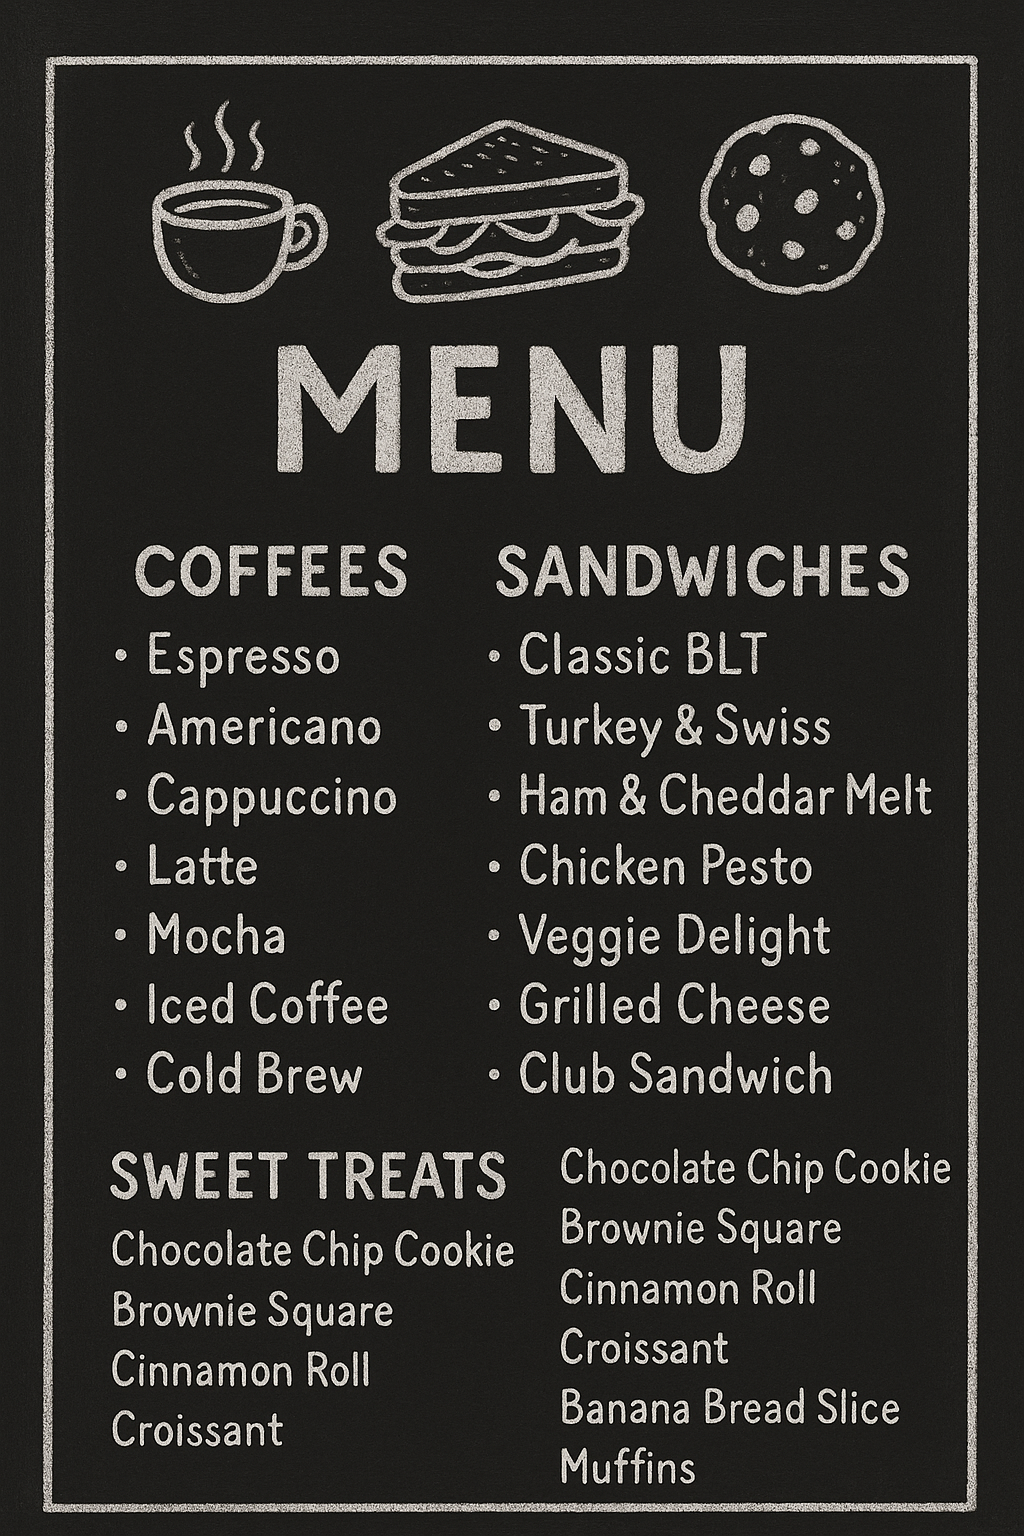 MENU
COFFEES
• Espresso
• Americano
• Cappuccino
• Latte
• Mocha
• Iced Coffee
• Cold Brew
SANDWICHES
• Classic BLT
• Turkey & Swiss
• Ham & Cheddar Melt
• Chicken Pesto
• Veggie Delight
• Grilled Cheese
• Club Sandwich
SWEET TREATS
Chocolate Chip Cookie
Brownie Square
Cinnamon Roll
Croissant
Chocolate Chip Cookie
Brownie Square
Cinnamon Roll
Croissant
Banana Bread Slice
Muffins